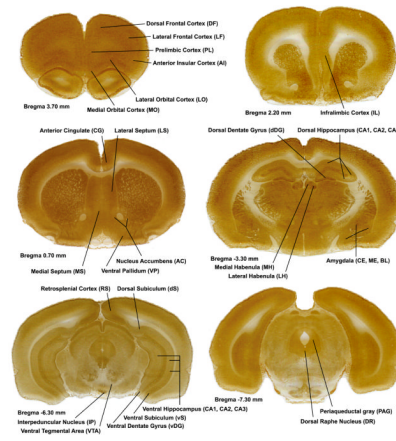 Dorsal Frontal Cortex (DF)
Lateral Frontal Cortex (LF)
Prelimbic Cortex (PL)
Anterior Insular Cortex (AI)
Lateral Orbital Cortex (LO)
Medial Orbital Cortex (MO)
Bregma 3.70 mm
Bregma 2.20 mm
Infralimbic Cortex (IL)
Anterior Cingulate (CG)
Lateral Septum (LS)
Nucleus Accumbens (AC)
Ventral Pallidum (VP)
Medial Septum (MS)
Bregma 0.70 mm
Dorsal Dentate Gyrus (dDG)
Dorsal Hippocampus (CA1, CA2, CA
Bregma -3.30 mm
Medial Habenula (MH)
Lateral Habenula (LH)
Amygdala (CE, ME, BL)
Retrosplenial Cortex (RS)
Dorsal Subiculum (dS)
Bregma -6.30 mm
Interpeduncular Nucleus (IP)
Ventral Tegmental Area (VTA)
Ventral Hippocampus (CA1, CA2, CA3)
Ventral Subiculum (vS)
Ventral Dentate Gyrus (vDG)
Bregma -7.30 mm
Periaqueductal gray (PAG)
Dorsal Raphe Nucleus (DR)